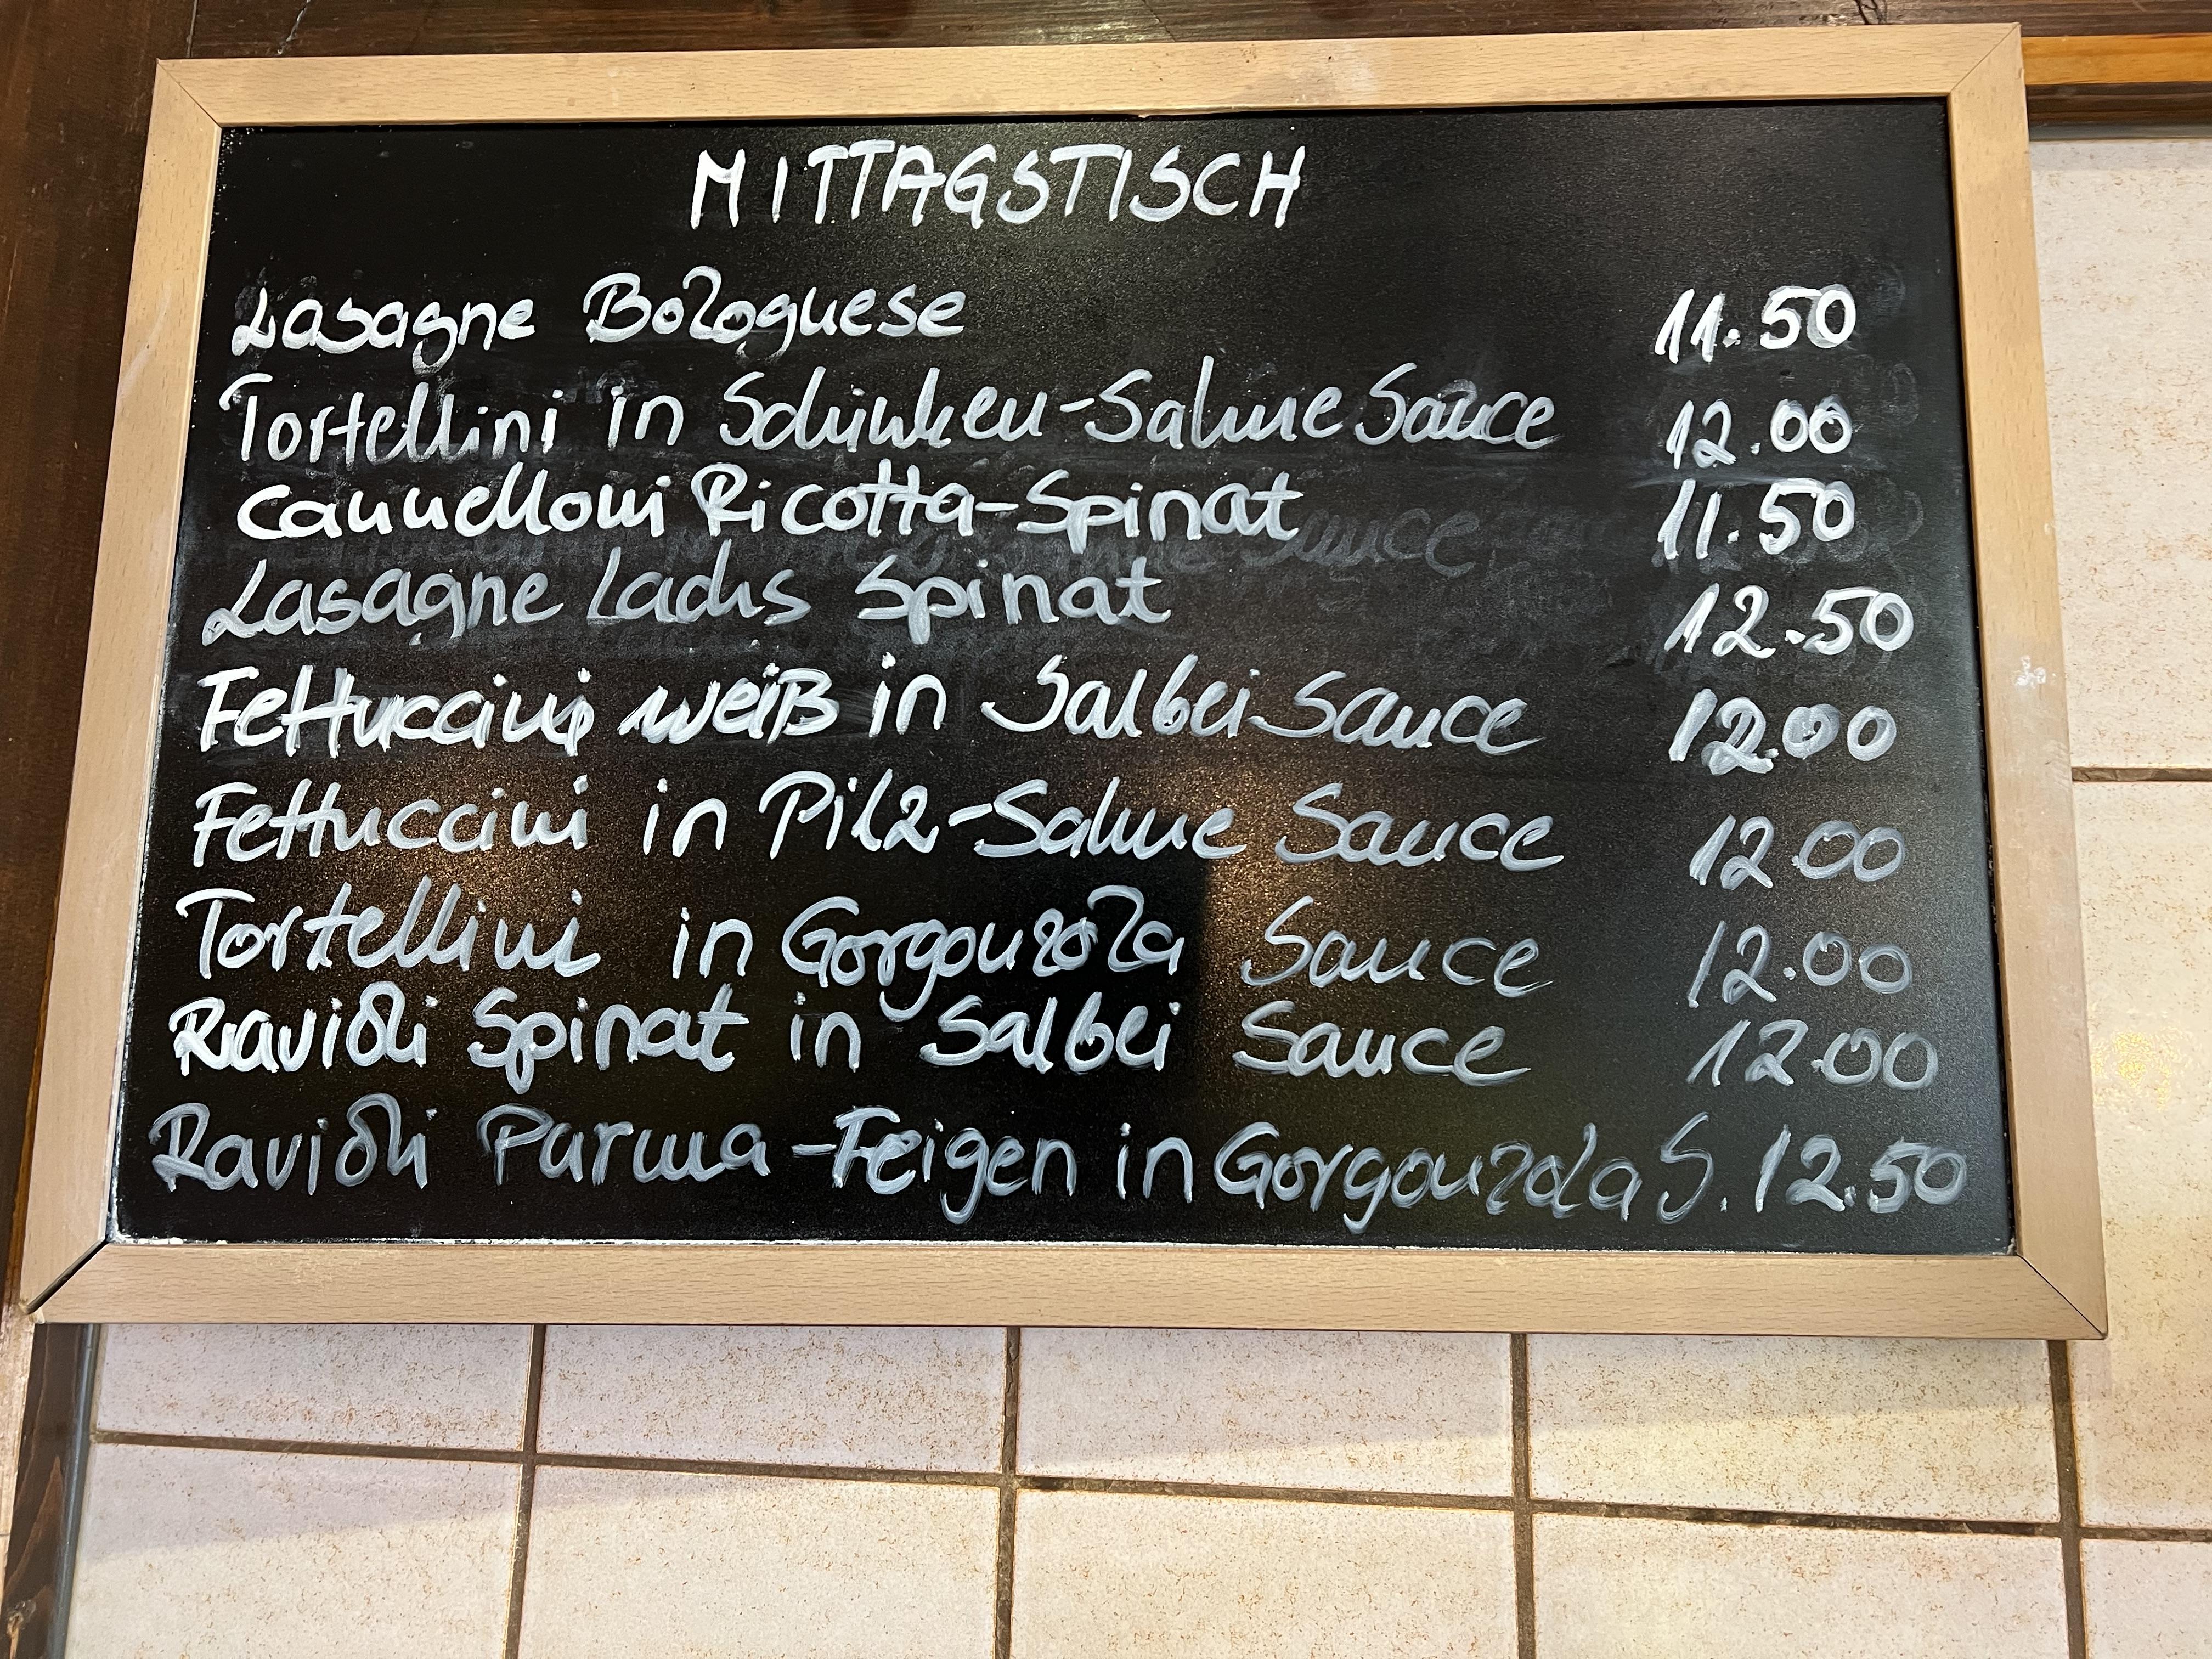 MITTAGSTISCH
Lasagne Bolognese 11.50
Tortellini in Schinken-Sahne Sauce 12.00
Cannelloni Ricotta-Spinat 11.50
Lasagne Lachs Spinat 12.50
Fettuccini weiß in Salbei Sauce 12.00
Fettuccini in Pilz-Sahne Sauce 12.00
Tortellini in Gorgonzola Sauce 12.00
Ravioli Spinat in Salbei Sauce 12.00
Ravioli Parma-Feigen in Gorgonzola S. 12.50